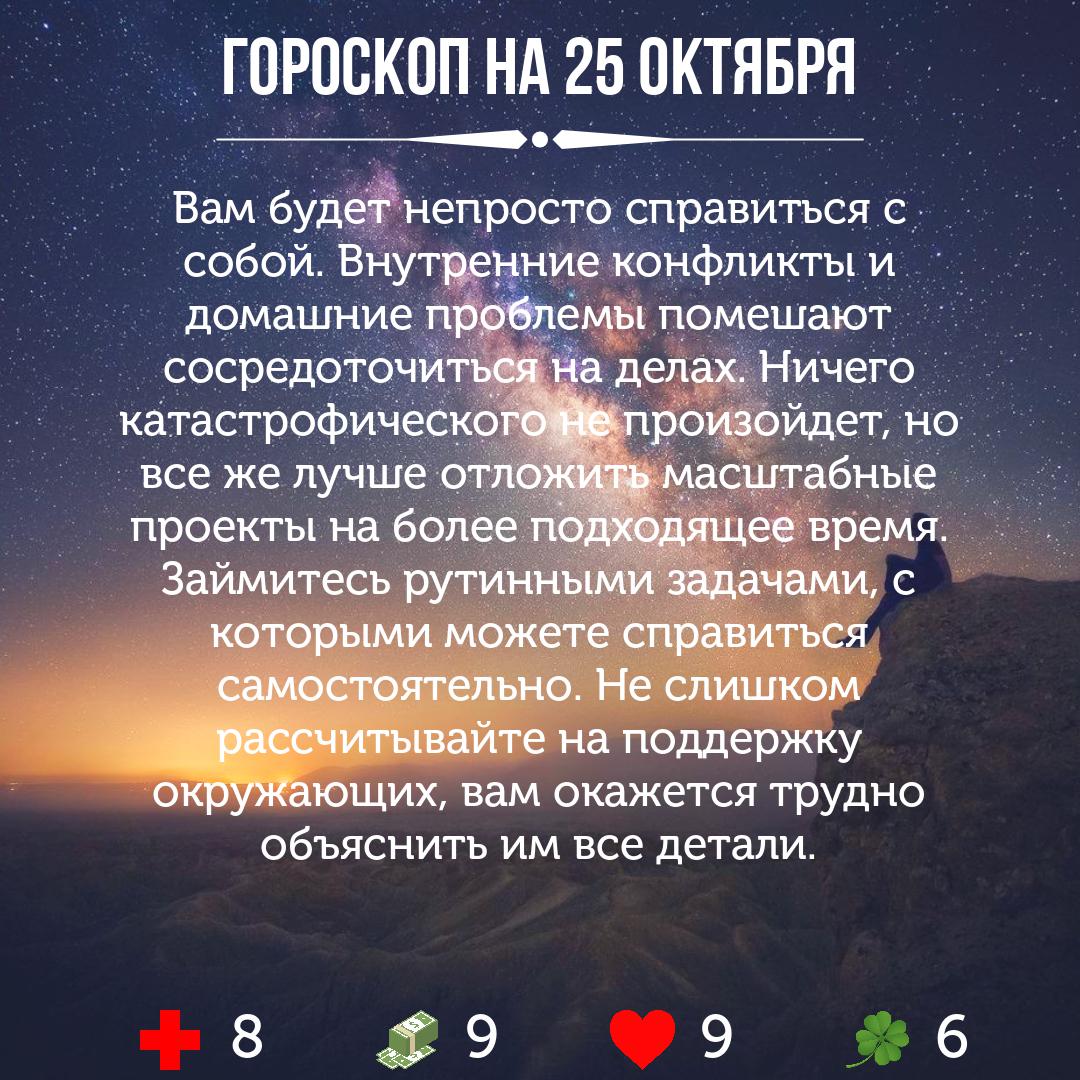 ГОРОСКОП НА 25 ОКТЯБРЯ
Вам будет непросто справиться с
собой. Внутренние конфликты и
домашние проблемы помешают
сосредоточиться на делах. Ничего
катастрофического не произойдет, но
все же лучше отложить масштабные
проекты на более подходящее время.
Займитесь рутинными задачами, с
которыми можете справиться
самостоятельно. Не слишком
рассчитывайте на поддержку
окружающих, вам окажется трудно
объяснить им все детали.
8 9 9 6